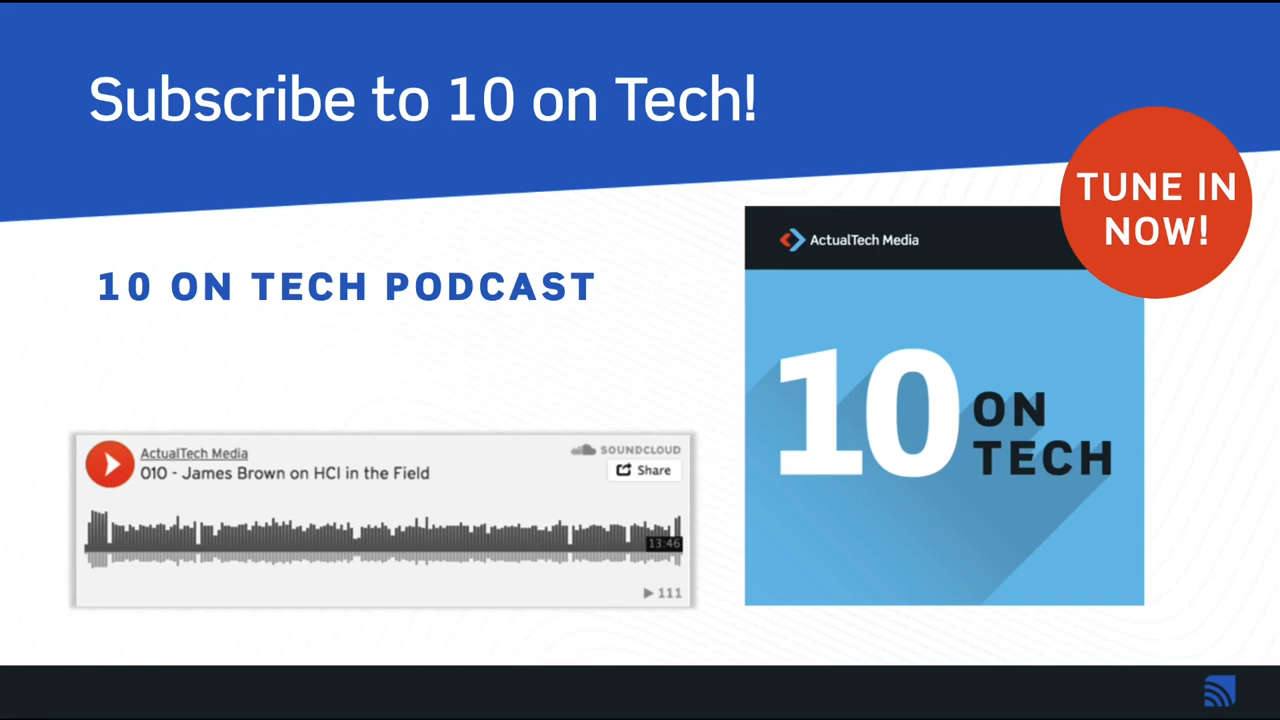 Subscribe to 10 on Tech!
TUNE IN
NOW!
ActualTech Media
10 ON TECH PODCAST
10 ON
TECH
ActualTech Media
SOUNDCLOUD
010 - James Brown on HCI in the Field
Share
13:46
111